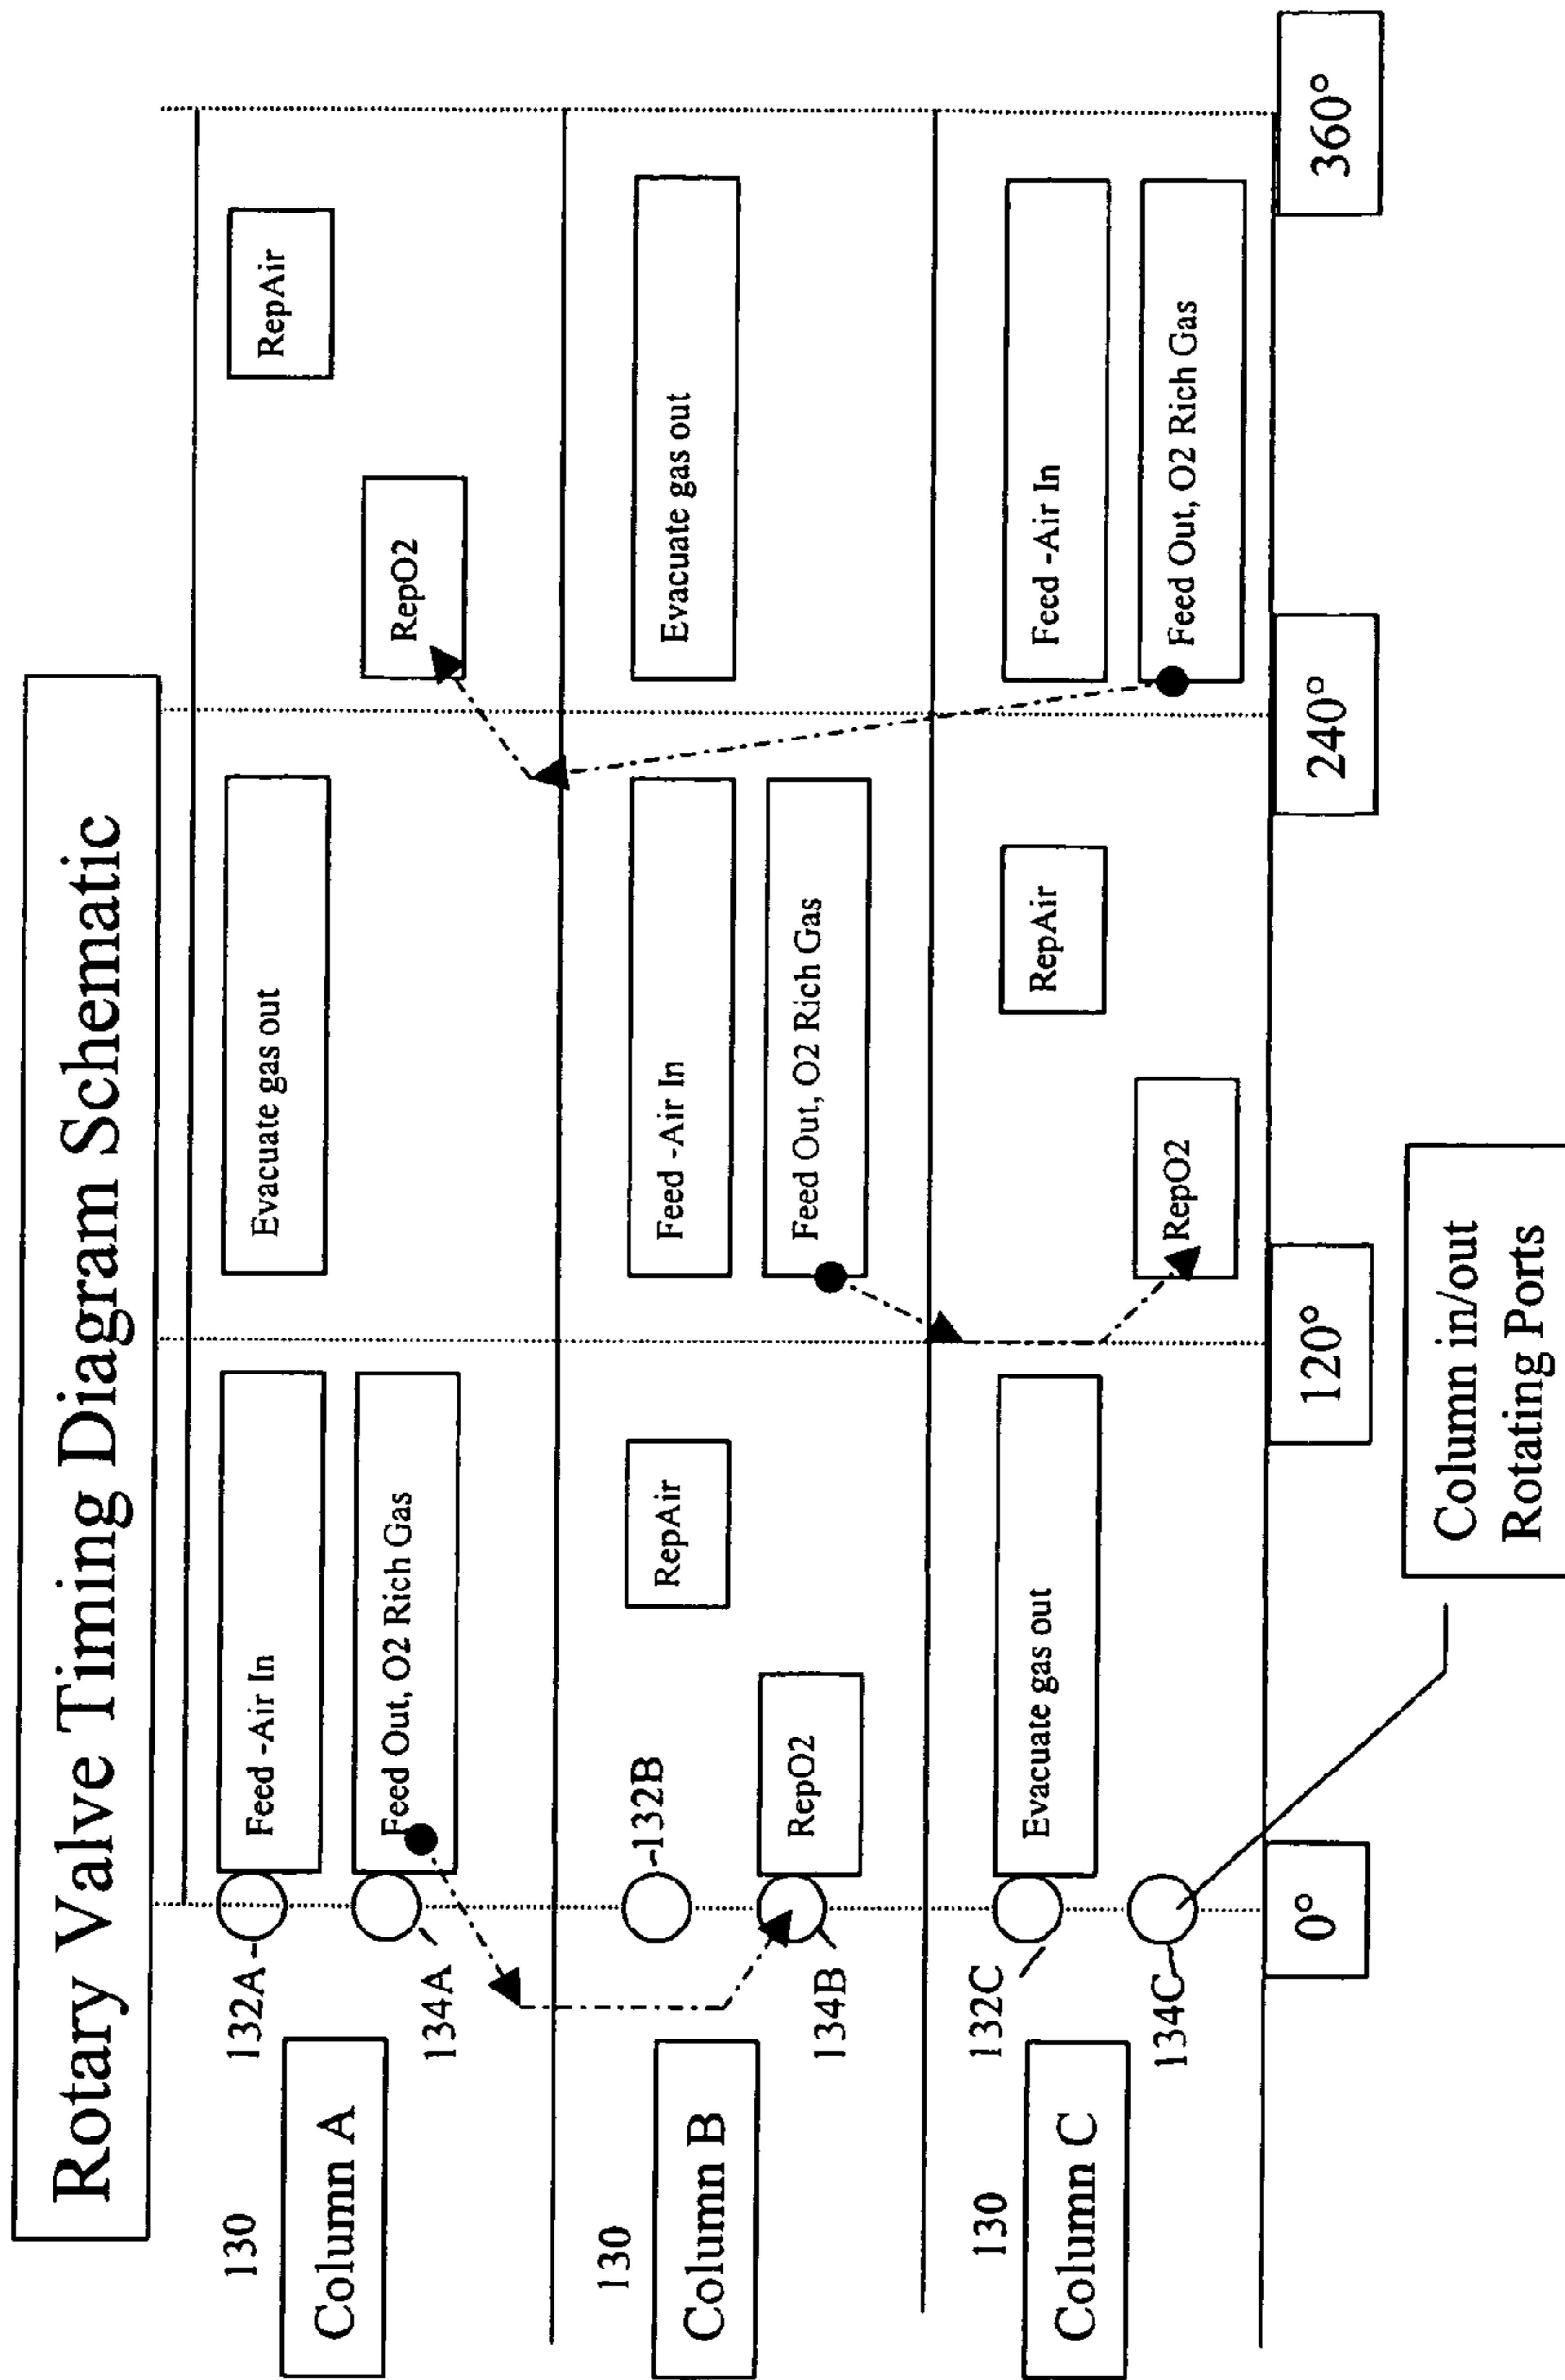 Rotary Valve Timing Diagram Schematic
130
Column A
132A
134A
Feed -Air In
Feed Out, O2 Rich Gas
Evacuate gas out
RepO2
RepAir
130
Column B
132B
134B
RepO2
RepAir
Feed -Air In
Feed Out, O2 Rich Gas
Evacuate gas out
130
Column C
132C
134C
Evacuate gas out
RepO2
RepAir
Feed -Air In
Feed Out, O2 Rich Gas
0°
120°
240°
360°
Column in/out
Rotating Ports